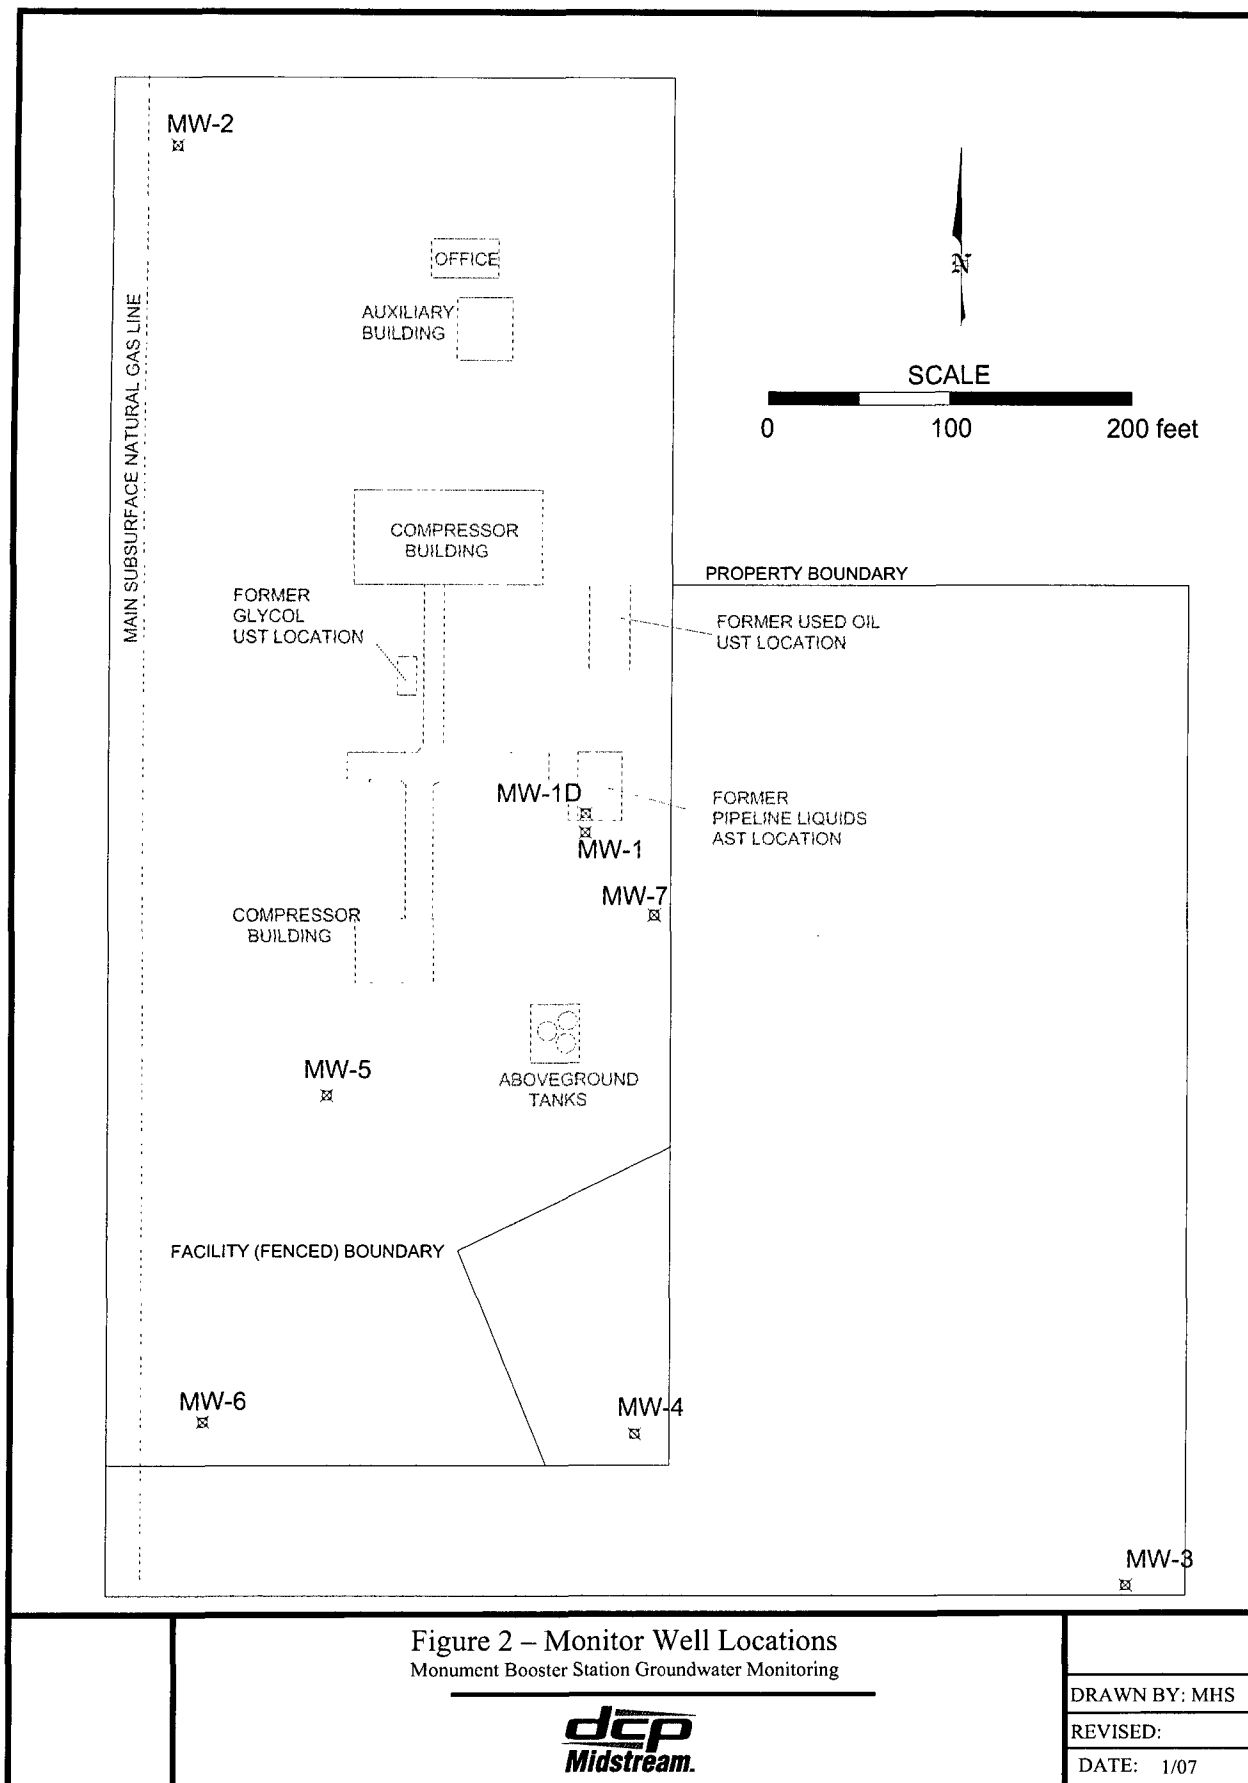 MW-2
OFFICE
AUXILIARY
BUILDING
MAIN SUBSURFACE NATURAL GAS LINE
N
SCALE
0 100 200 feet
COMPRESSOR
BUILDING
PROPERTY BOUNDARY
FORMER
GLYCOL
UST LOCATION
FORMER USED OIL
UST LOCATION
MW-1D
MW-1
FORMER
PIPELINE LIQUIDS
AST LOCATION
MW-7
COMPRESSOR
BUILDING
MW-5
ABOVEGROUND
TANKS
FACILITY (FENCED) BOUNDARY
MW-6
MW-4
MW-3
Figure 2 – Monitor Well Locations
Monument Booster Station Groundwater Monitoring
dcp
Midstream.
DRAWN BY: MHS
REVISED:
DATE: 1/07